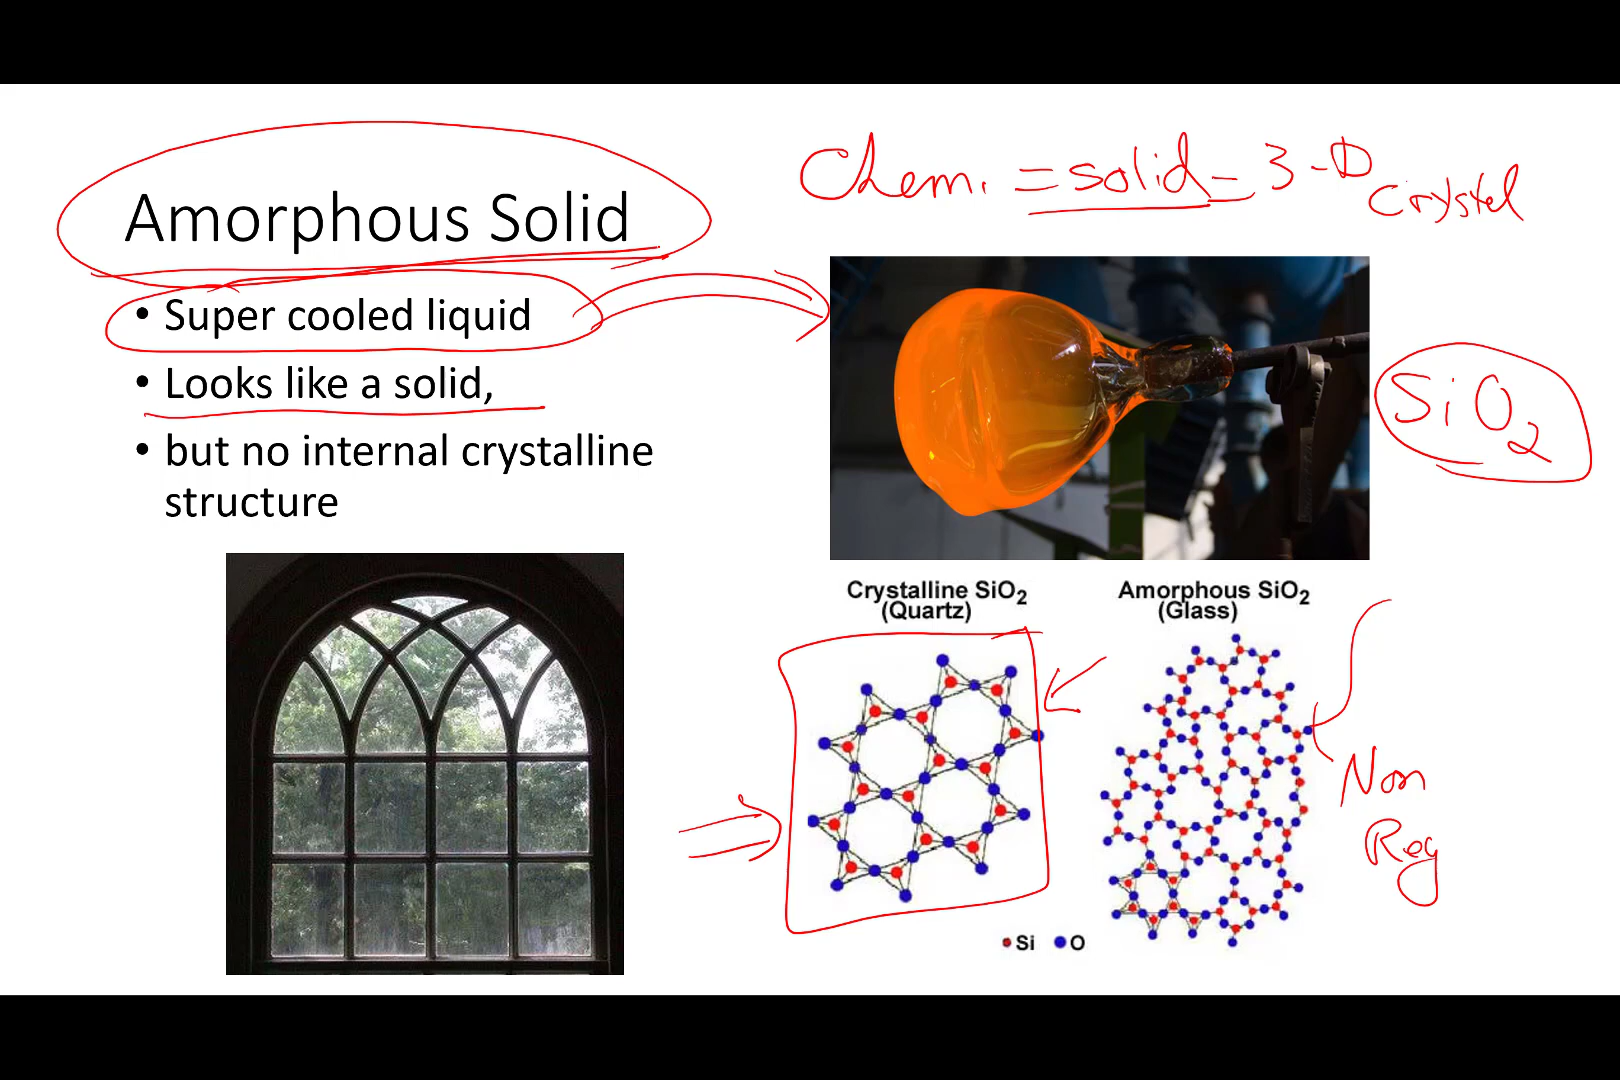 Amorphous Solid
• Super cooled liquid
• Looks like a solid,
• but no internal crystalline
structure
Chem. = solid = 3-D
Crystel
SiO₂
Crystalline SiO₂
(Quartz)
Amorphous SiO₂
(Glass)
Non
Reg
Si O